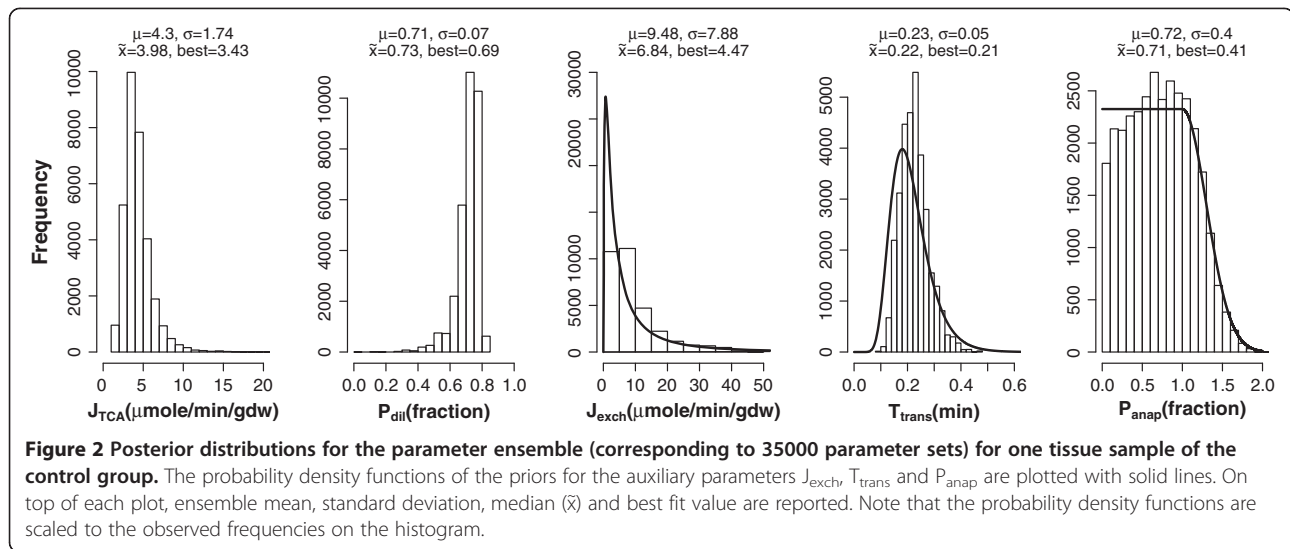 μ=4.3, σ=1.74
x̃=3.98, best=3.43
μ=0.71, σ=0.07
x̃=0.73, best=0.69
μ=9.48, σ=7.88
x̃=6.84, best=4.47
μ=0.23, σ=0.05
x̃=0.22, best=0.21
μ=0.72, σ=0.4
x̃=0.71, best=0.41
Frequency
0 2000 4000 6000 8000 10000
0 5 10 15 20
J_TCA(μmole/min/gdw)
0 2000 4000 6000 8000 10000
0.0 0.2 0.4 0.6 0.8 1.0
P_dil(fraction)
0 5000 10000 20000 30000
0 10 20 30 40 50
J_exch(μmole/min/gdw)
0 1000 2000 3000 4000 5000
0.0 0.2 0.4 0.6
T_trans(min)
0 500 1000 1500 2000 2500
0.0 0.5 1.0 1.5 2.0
P_anap(fraction)
Figure 2 Posterior distributions for the parameter ensemble (corresponding to 35000 parameter sets) for one tissue sample of the
control group. The probability density functions of the priors for the auxiliary parameters J_exch, T_trans and P_anap are plotted with solid lines. On
top of each plot, ensemble mean, standard deviation, median (x̃) and best fit value are reported. Note that the probability density functions are
scaled to the observed frequencies on the histogram.